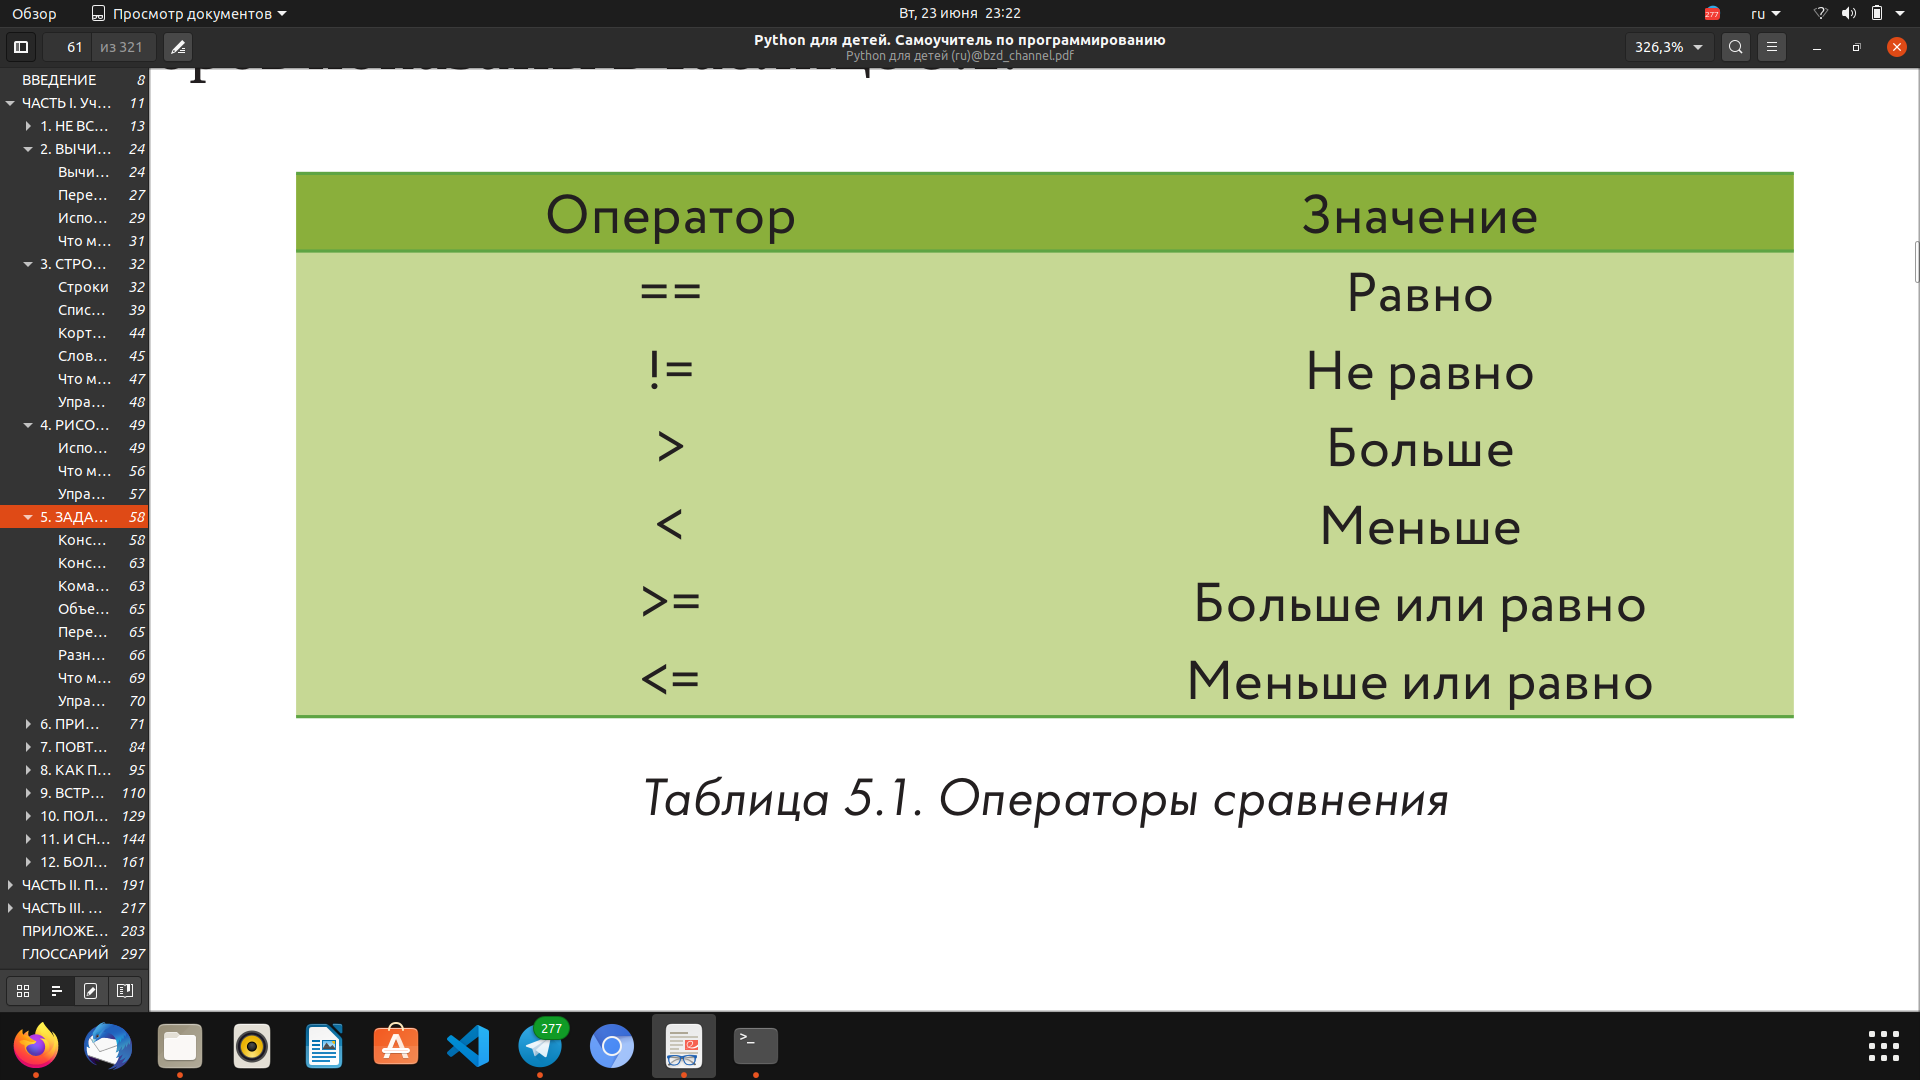 Обзор
Просмотр документов
Вт, 23 июня 23:22
277
ru
61
из 321
Python для детей. Самоучитель по программированию
Python для детей (ru)@bzd_channel.pdf
326,3%
ВВЕДЕНИЕ 8
ЧАСТЬ I. Уч... 11
1. НЕ ВС... 13
2. ВЫЧИ... 24
Вычи... 24
Пере... 27
Испо... 29
Что м... 31
3. СТРО... 32
Строки 32
Спис... 39
Корт... 44
Слов... 45
Что м... 47
Упра... 48
4. РИСО... 49
Испо... 49
Что м... 56
Упра... 57
5. ЗАДА... 58
Конс... 58
Конс... 63
Кома... 63
Объе... 65
Пере... 65
Разн... 66
Что м... 69
Упра... 70
6. ПРИ... 71
7. ПОВТ... 84
8. КАК П... 95
9. ВСТР... 110
10. ПОЛ... 129
11. И СН... 144
12. БОЛ... 161
ЧАСТЬ II. П... 191
ЧАСТЬ III. ... 217
ПРИЛОЖЕ... 283
ГЛОССАРИЙ 297
Оператор Значение
== Равно
!= Не равно
> Больше
< Меньше
>= Больше или равно
<= Меньше или равно
Таблица 5.1. Операторы сравнения
277
>_